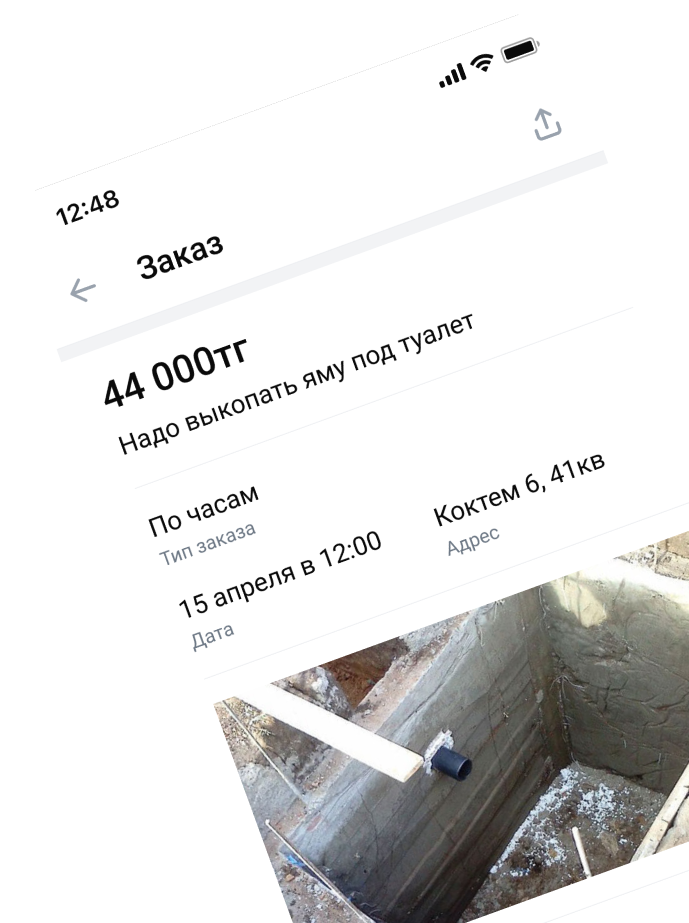 12:48
Заказ
44 000тг
Надо выкопать яму под туалет
По часам
Тип заказа
Коктем 6, 41кв
Адрес
15 апреля в 12:00
Дата